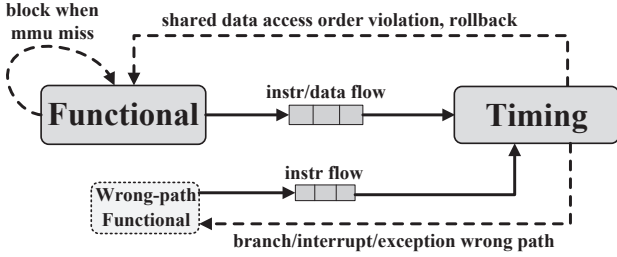 block when
mmu miss
shared data access order violation, rollback
Functional
instr/data flow
Timing
instr flow
Wrong-path
Functional
branch/interrupt/exception wrong path